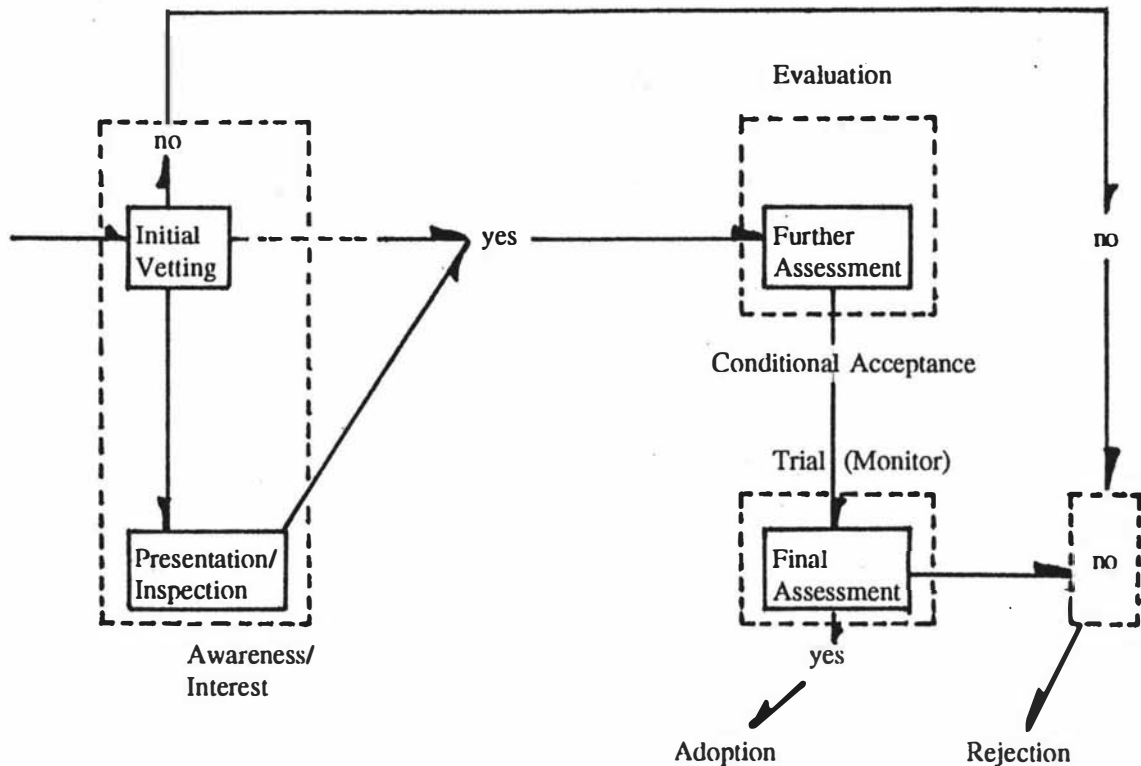 Evaluation
no
Initial
Vetting
yes
Further
Assessment
no
Conditional Acceptance
Trial (Monitor)
Presentation/
Inspection
Final
Assessment
no
Awareness/
Interest
yes
Adoption
Rejection